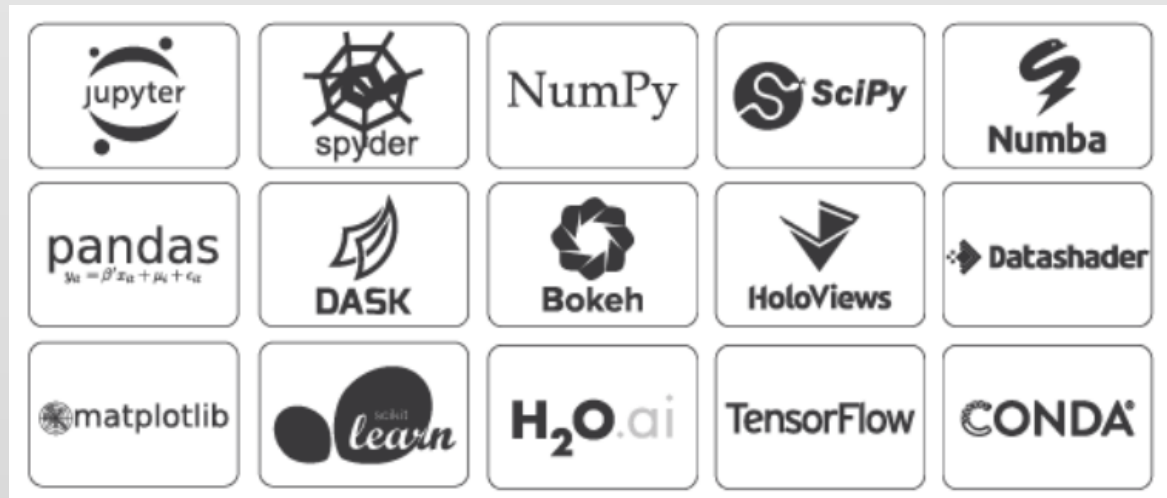 jupyter
spyder
NumPy
SciPy
Numba
pandas
DASK
Bokeh
HoloViews
Datashader
matplotlib
scikit
learn
H₂O.ai
TensorFlow
CONDA®